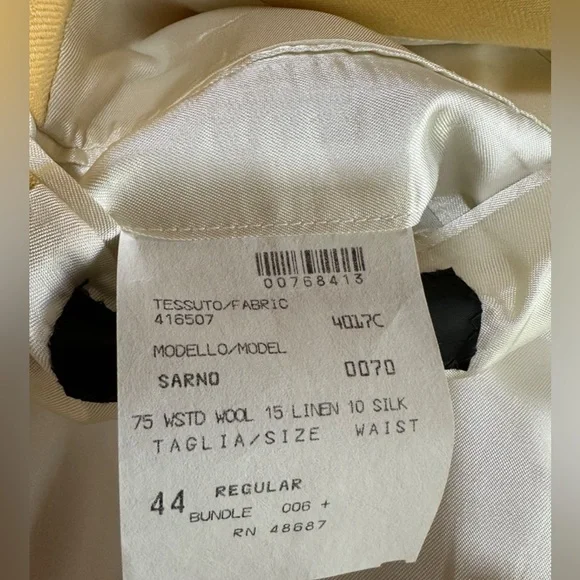 00768413
TESSUTO/FABRIC
416507 4017C
MODELLO/MODEL
SARNO 0070
75 WSTD WOOL 15 LINEN 10 SILK
TAGLIA/SIZE WAIST
44 REGULAR
BUNDLE 006 +
RN 48687